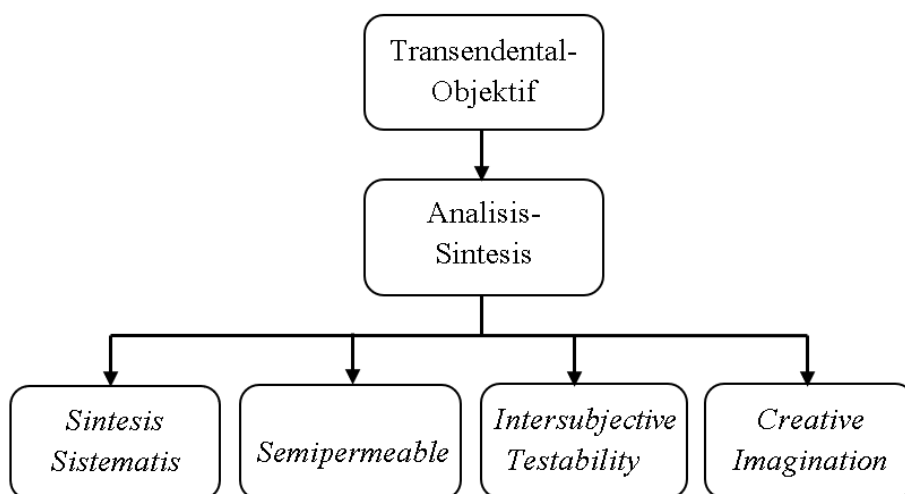 Transendental-
Objektif
Analisis-
Sintesis
Sintesis
Sistematis
Semipermeable
Intersubjective
Testability
Creative
Imagination